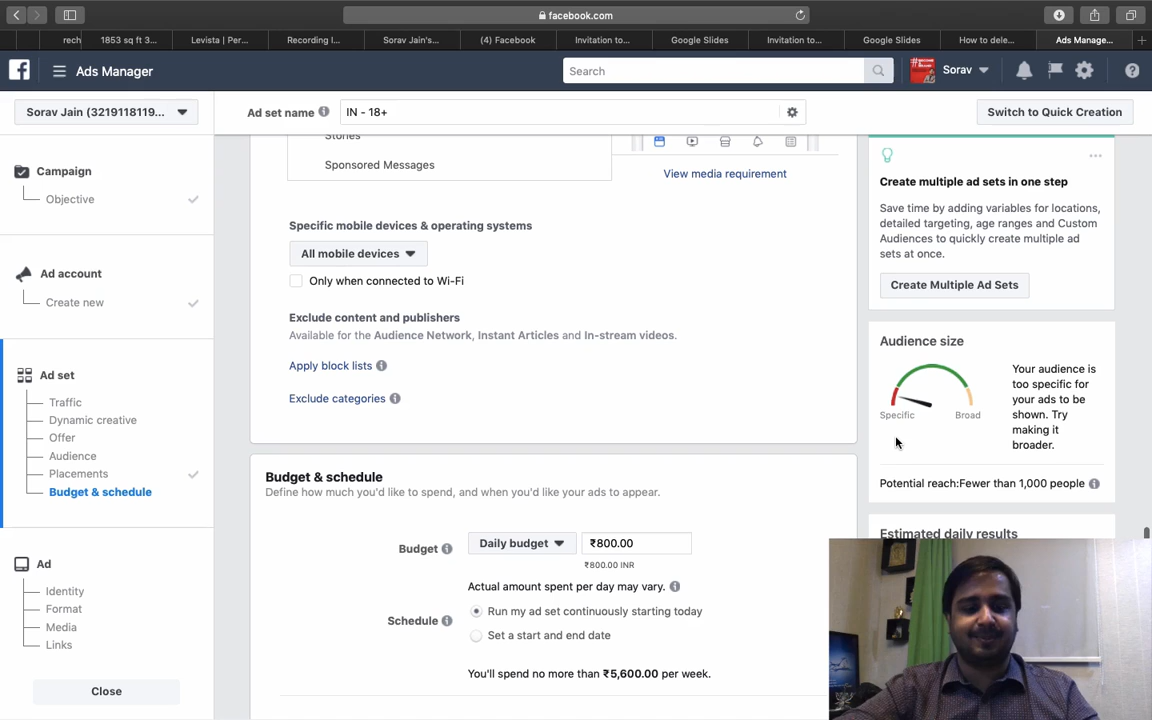 facebook.com
rech
1853 sq ft 3...
Levista | Per...
Recording I...
Sorav Jain's...
(4) Facebook
Invitation to...
Google Slides
Invitation to...
Google Slides
How to dele...
Ads Manage...
Ads Manager
Search
Sorav
Sorav Jain (3219118119...
Ad set name
IN - 18+
Switch to Quick Creation
Campaign
Objective
Ad account
Create new
Ad set
Traffic
Dynamic creative
Offer
Audience
Placements
Budget & schedule
Ad
Identity
Format
Media
Links
Close
Stories
Sponsored Messages
View media requirement
Specific mobile devices & operating systems
All mobile devices
Only when connected to Wi-Fi
Exclude content and publishers
Available for the Audience Network, Instant Articles and In-stream videos.
Apply block lists
Exclude categories
Budget & schedule
Define how much you'd like to spend, and when you'd like your ads to appear.
Budget
Daily budget
₹800.00
₹800.00 INR
Actual amount spent per day may vary.
Schedule
Run my ad set continuously starting today
Set a start and end date
You'll spend no more than ₹5,600.00 per week.
Create multiple ad sets in one step
Save time by adding variables for locations,
detailed targeting, age ranges and Custom
Audiences to quickly create multiple ad
sets at once.
Create Multiple Ad Sets
Audience size
Specific
Broad
Your audience is
too specific for
your ads to be
shown. Try
making it
broader.
Potential reach:Fewer than 1,000 people
Estimated daily results